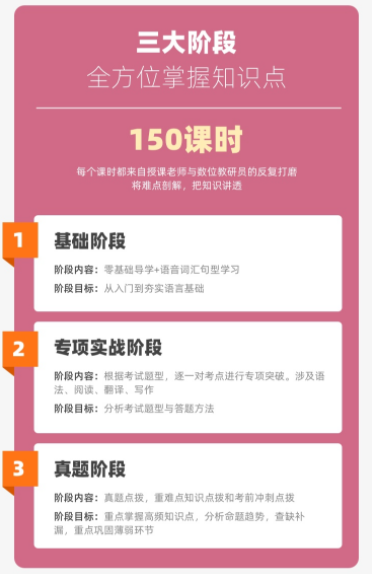 三大阶段
全方位掌握知识点
150课时
每个课时都来自授课老师与数位教研员的反复打磨
将难点剖解，把知识讲透
1
基础阶段
阶段内容：零基础导学+语音词汇句型学习
阶段目标：从入门到夯实语言基础
2
专项实战阶段
阶段内容：根据考试题型，逐一对考点进行专项突破。涉及语
法、阅读、翻译、写作
阶段目标：分析考试题型与答题方法
3
真题阶段
阶段内容：真题点拨，重难点知识点拨和考前冲刺点拨
阶段目标：重点掌握高频知识点，分析命题趋势，查缺补
漏，重点巩固薄弱环节